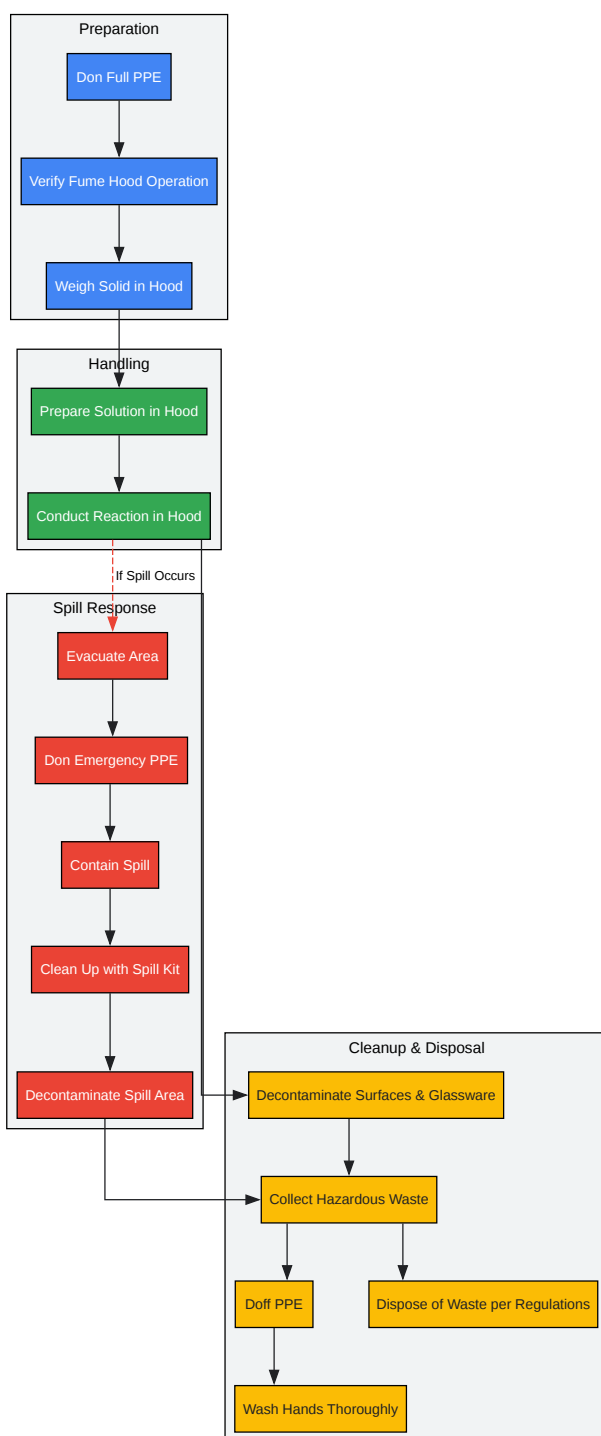 Preparation
Don Full PPE
Verify Fume Hood Operation
Weigh Solid in Hood
Handling
Prepare Solution in Hood
Conduct Reaction in Hood
If Spill Occurs
Spill Response
Evacuate Area
Don Emergency PPE
Contain Spill
Clean Up with Spill Kit
Decontaminate Spill Area
Cleanup & Disposal
Decontaminate Surfaces & Glassware
Collect Hazardous Waste
Doff PPE
Dispose of Waste per Regulations
Wash Hands Thoroughly